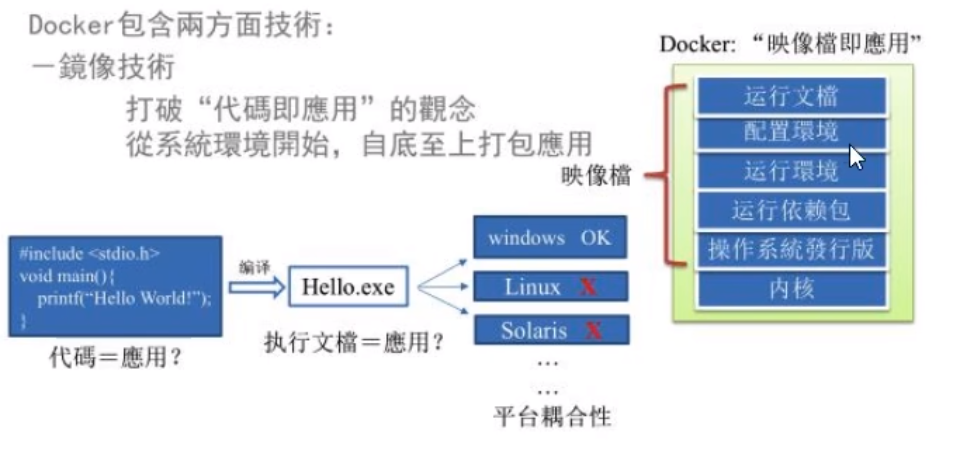 Docker包含兩方面技術：
－鏡像技術
打破“代碼即應用”的觀念
從系統環境開始，自底至上打包應用
#include <stdio.h>
void main(){
printf(“Hello World!”);
}
代碼＝應用？
编译
Hello.exe
执行文檔＝應用？
windows OK
Linux X
Solaris X
…
…
平台耦合性
Docker: “映像檔即應用”
映像檔
运行文檔
配置環境
运行環境
运行依赖包
操作系統發行版
内核